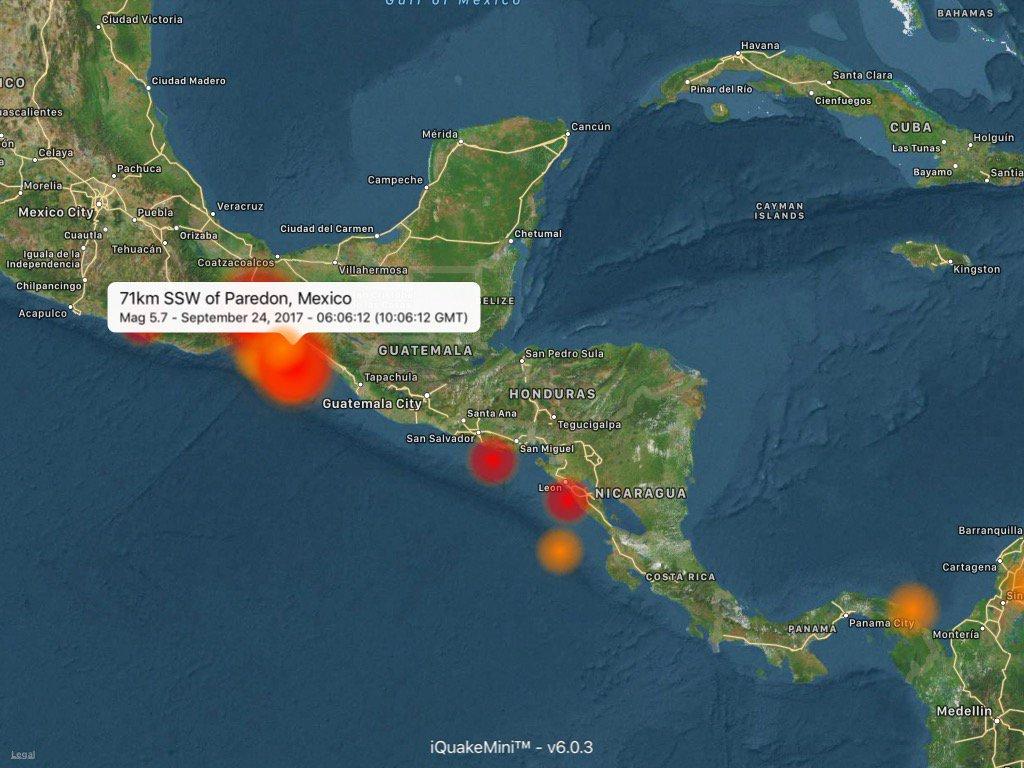 Gulf of Mexico
BAHAMAS
Ciudad Victoria
Havana
Santa Clara
Ciudad Madero
Pinar del Río
Cienfuegos
CUBA
Cancún
Mérida
Holguín
Las Tunas
Celaya
Pachuca
Bayamo
Campeche
Morelia
Veracruz
CAYMAN
ISLANDS
Mexico City
Puebla
Ciudad del Carmen
Chetumal
Cuautla
Orizaba
Tehuacán
Iguala de la
Independencia
Coatzacoalcos
Villahermosa
Kingston
Chilpancingo
71km SSW of Paredon, Mexico
Mag 5.7 - September 24, 2017 - 06:06:12 (10:06:12 GMT)
Acapulco
GUATEMALA
San Pedro Sula
Tapachula
HONDURAS
Guatemala City
Santa Ana
Tegucigalpa
San Salvador
San Miguel
Leon
NICARAGUA
Barranquilla
Cartagena
COSTA RICA
PANAMA
Panama City
Montería
Medellin
iQuakeMini™ - v6.0.3
Legal